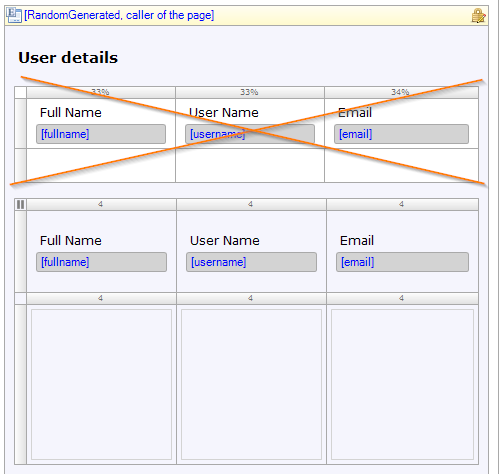 [RandomGenerated, caller of the page]
User details
33% 33% 34%
Full Name User Name Email
[fullname] [username] [email]
4 4 4
Full Name User Name Email
[fullname] [username] [email]
4 4 4